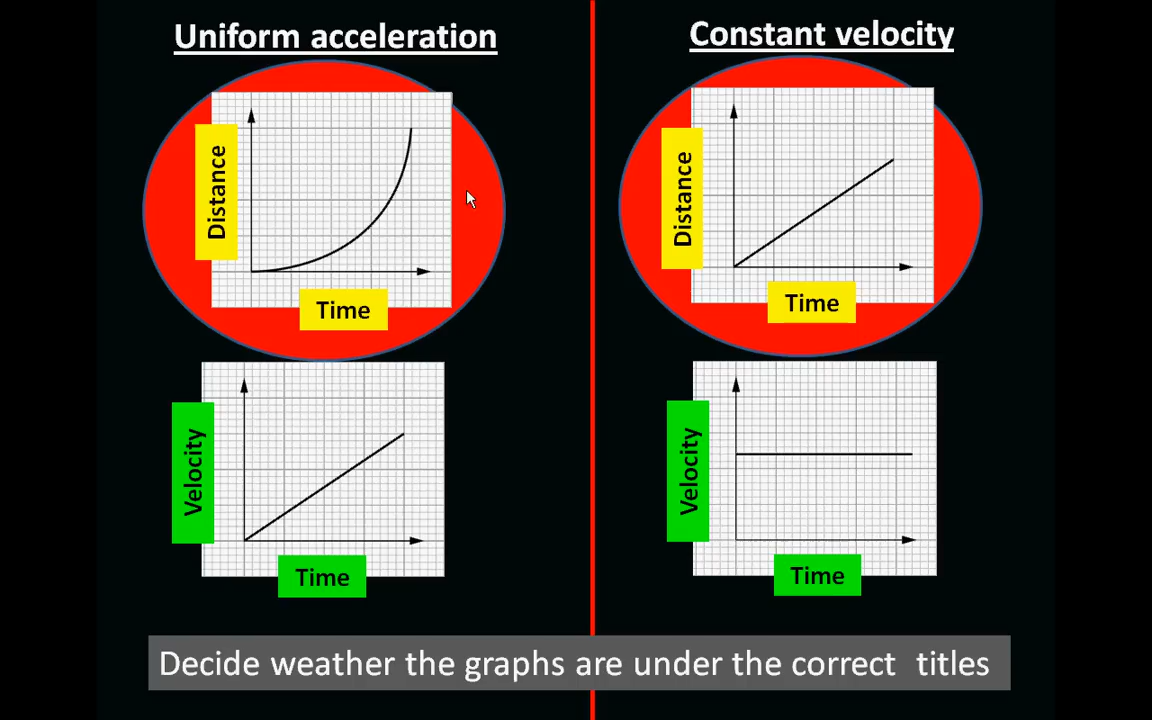 Uniform acceleration
Constant velocity
Distance
Time
Distance
Time
Velocity
Time
Velocity
Time
Decide weather the graphs are under the correct titles